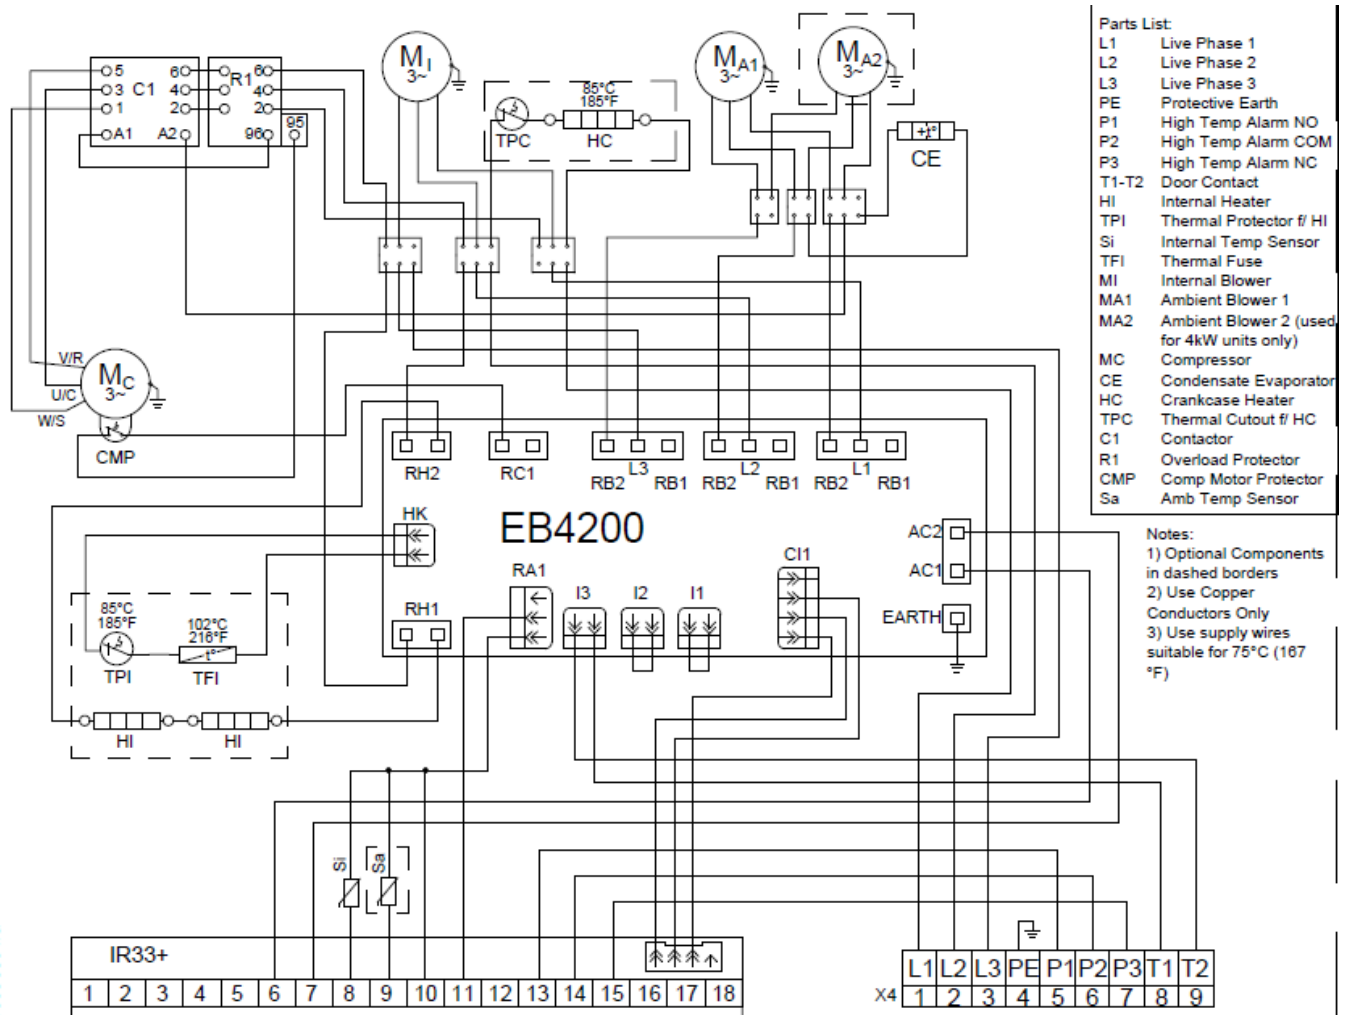 5 6 6
3 C1 4 R1 4
1 2 2
A1 A2 96 95
MI
3~
85°C
185°F
TPC HC
MA1
3~
MA2
3~
+t°
CE
V/R
U/C
W/S
MC
3~
CMP
RH2 RC1
L3
RB2 RB1
L2
RB2 RB1
L1
RB2 RB1
HK
EB4200
AC2
AC1
EARTH
CI1
RA1
I3 I2 I1
RH1
85°C
185°F
102°C
216°F
t°
TPI TFI
HI HI
Si
Sa
IR33+
1 2 3 4 5 6 7 8 9 10 11 12 13 14 15 16 17 18
L1 L2 L3 PE P1 P2 P3 T1 T2
X4 1 2 3 4 5 6 7 8 9
Parts List:
L1 Live Phase 1
L2 Live Phase 2
L3 Live Phase 3
PE Protective Earth
P1 High Temp Alarm NO
P2 High Temp Alarm COM
P3 High Temp Alarm NC
T1-T2 Door Contact
HI Internal Heater
TPI Thermal Protector f/ HI
Si Internal Temp Sensor
TFI Thermal Fuse
MI Internal Blower
MA1 Ambient Blower 1
MA2 Ambient Blower 2 (used
for 4kW units only)
MC Compressor
CE Condensate Evaporator
HC Crankcase Heater
TPC Thermal Cutout f/ HC
C1 Contactor
R1 Overload Protector
CMP Comp Motor Protector
Sa Amb Temp Sensor
Notes:
1) Optional Components
in dashed borders
2) Use Copper
Conductors Only
3) Use supply wires
suitable for 75°C (167
°F)